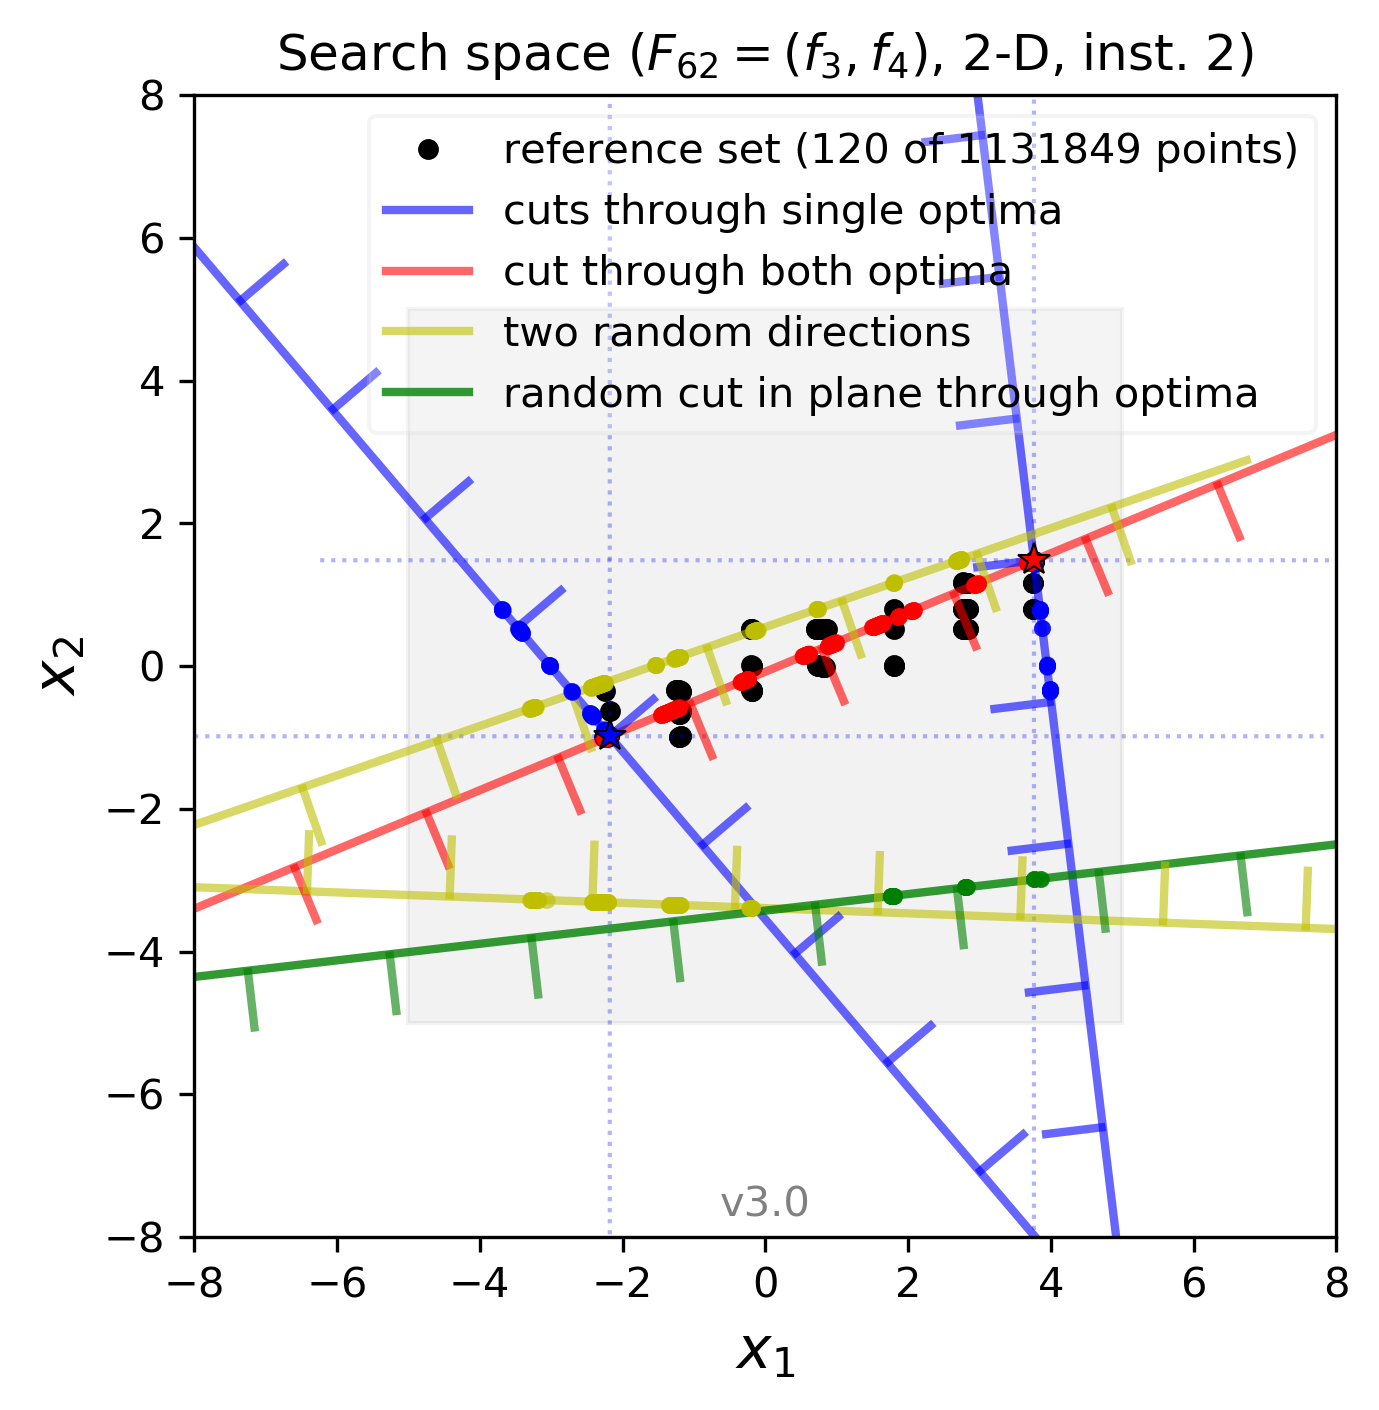 Search space (F₆₂ = (f₃, f₄), 2-D, inst. 2)
8
reference set (120 of 1131849 points)
cuts through single optima
6
cut through both optima
two random directions
4
random cut in plane through optima
2
0
x₂
−2
−4
−6
v3.0
−8
−8 −6 −4 −2 0 2 4 6 8
x₁